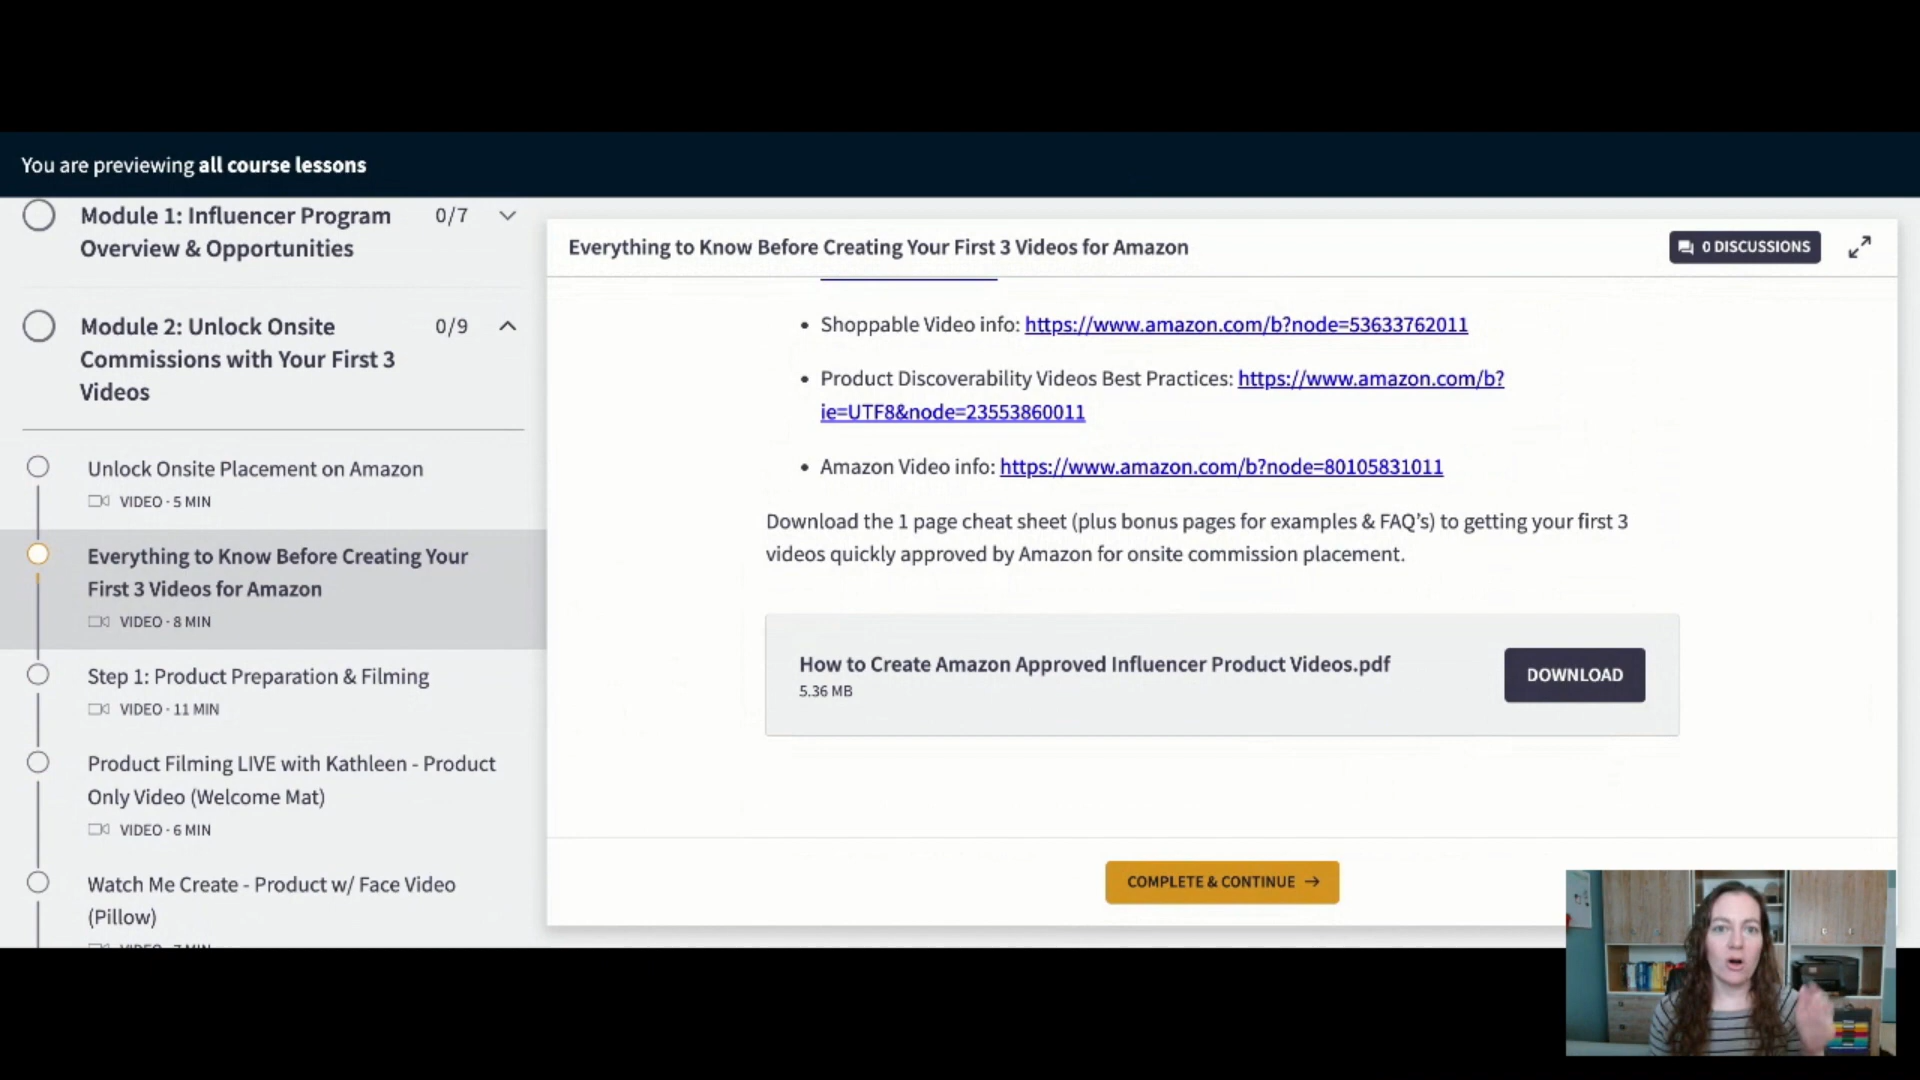 You are previewing all course lessons
Module 1: Influencer Program
Overview & Opportunities
0/7
Module 2: Unlock Onsite
Commissions with Your First 3
Videos
0/9
Unlock Onsite Placement on Amazon
VIDEO · 5 MIN
Everything to Know Before Creating Your
First 3 Videos for Amazon
VIDEO · 8 MIN
Step 1: Product Preparation & Filming
VIDEO · 11 MIN
Product Filming LIVE with Kathleen - Product
Only Video (Welcome Mat)
VIDEO · 6 MIN
Watch Me Create - Product w/ Face Video
(Pillow)
VIDEO · 7 MIN
Everything to Know Before Creating Your First 3 Videos for Amazon
0 DISCUSSIONS
• Shoppable Video info: https://www.amazon.com/b?node=53633762011
• Product Discoverability Videos Best Practices: https://www.amazon.com/b?
ie=UTF8&node=23553860011
• Amazon Video info: https://www.amazon.com/b?node=80105831011
Download the 1 page cheat sheet (plus bonus pages for examples & FAQ's) to getting your first 3
videos quickly approved by Amazon for onsite commission placement.
How to Create Amazon Approved Influencer Product Videos.pdf
5.36 MB
DOWNLOAD
COMPLETE & CONTINUE →